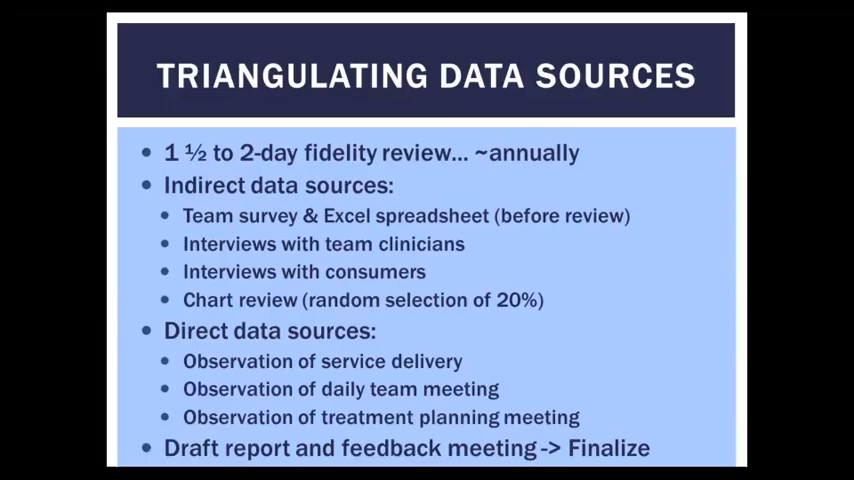 TRIANGULATING DATA SOURCES
• 1 ½ to 2-day fidelity review... ~annually
• Indirect data sources:
• Team survey & Excel spreadsheet (before review)
• Interviews with team clinicians
• Interviews with consumers
• Chart review (random selection of 20%)
• Direct data sources:
• Observation of service delivery
• Observation of daily team meeting
• Observation of treatment planning meeting
• Draft report and feedback meeting -> Finalize